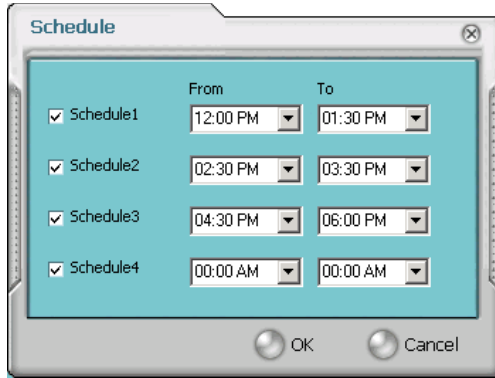 Schedule
From To
Schedule1 12:00 PM 01:30 PM
Schedule2 02:30 PM 03:30 PM
Schedule3 04:30 PM 06:00 PM
Schedule4 00:00 AM 00:00 AM
OK Cancel